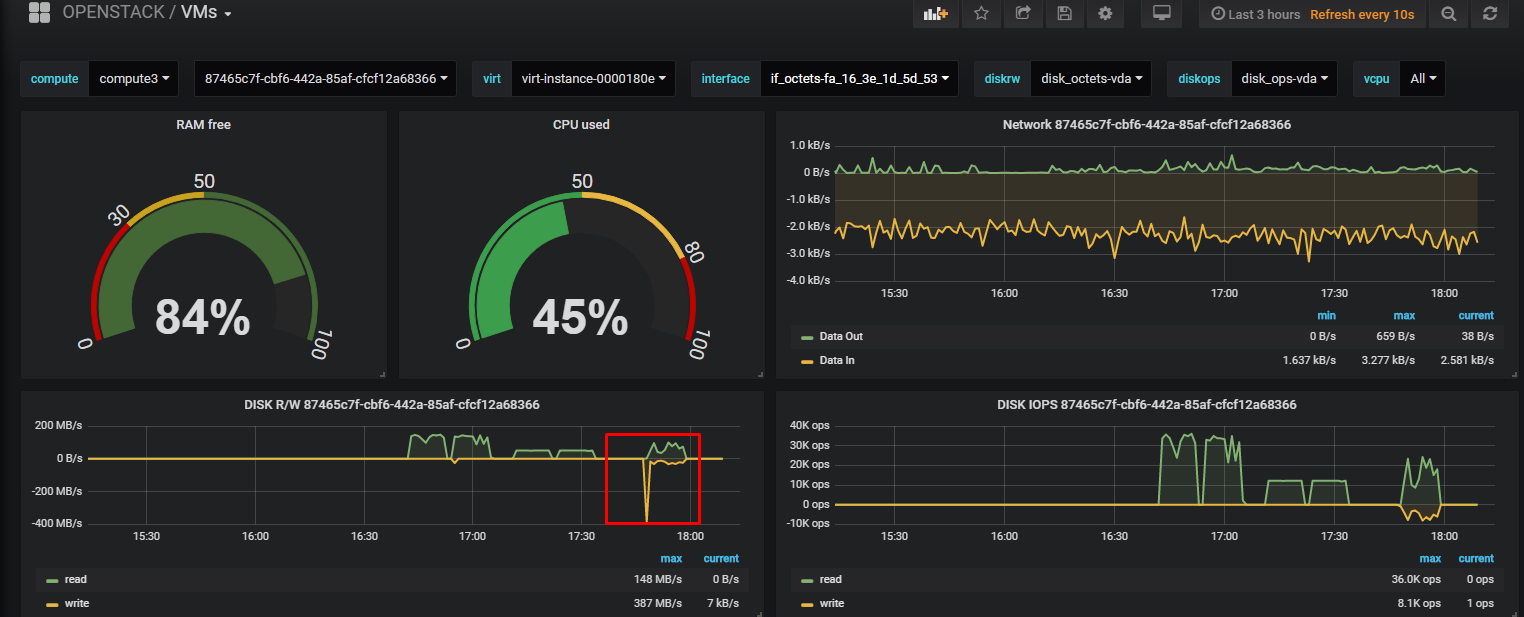 OPENSTACK / VMs
Last 3 hours Refresh every 10s
compute compute3 87465c7f-cbf6-442a-85af-cfcf12a68366 virt virt-instance-0000180e interface if_octets-fa_16_3e_1d_5d_53 diskrw disk_octets-vda diskops disk_ops-vda vcpu All
RAM free
0
30
50
100
84%
CPU used
0
50
80
100
45%
Network 87465c7f-cbf6-442a-85af-cfcf12a68366
1.0 kB/s
0 B/s
-1.0 kB/s
-2.0 kB/s
-3.0 kB/s
-4.0 kB/s
15:30 16:00 16:30 17:00 17:30 18:00
min max current
Data Out 0 B/s 659 B/s 38 B/s
Data In 1.637 kB/s 3.277 kB/s 2.581 kB/s
DISK R/W 87465c7f-cbf6-442a-85af-cfcf12a68366
200 MB/s
0 B/s
-200 MB/s
-400 MB/s
15:30 16:00 16:30 17:00 17:30 18:00
max current
read 148 MB/s 0 B/s
write 387 MB/s 7 kB/s
DISK IOPS 87465c7f-cbf6-442a-85af-cfcf12a68366
40K ops
30K ops
20K ops
10K ops
0 ops
-10K ops
15:30 16:00 16:30 17:00 17:30 18:00
max current
read 36.0K ops 0 ops
write 8.1K ops 1 ops